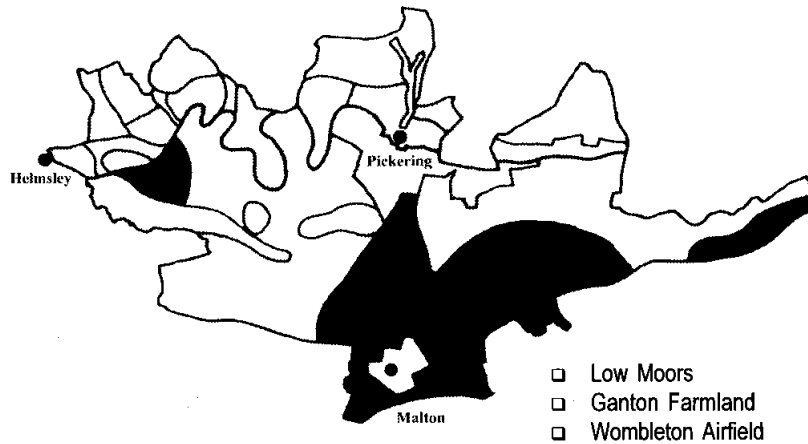 Pickering
Helmsley
❑ Low Moors
❑ Ganton Farmland
Malton
❑ Wombleton Airfield